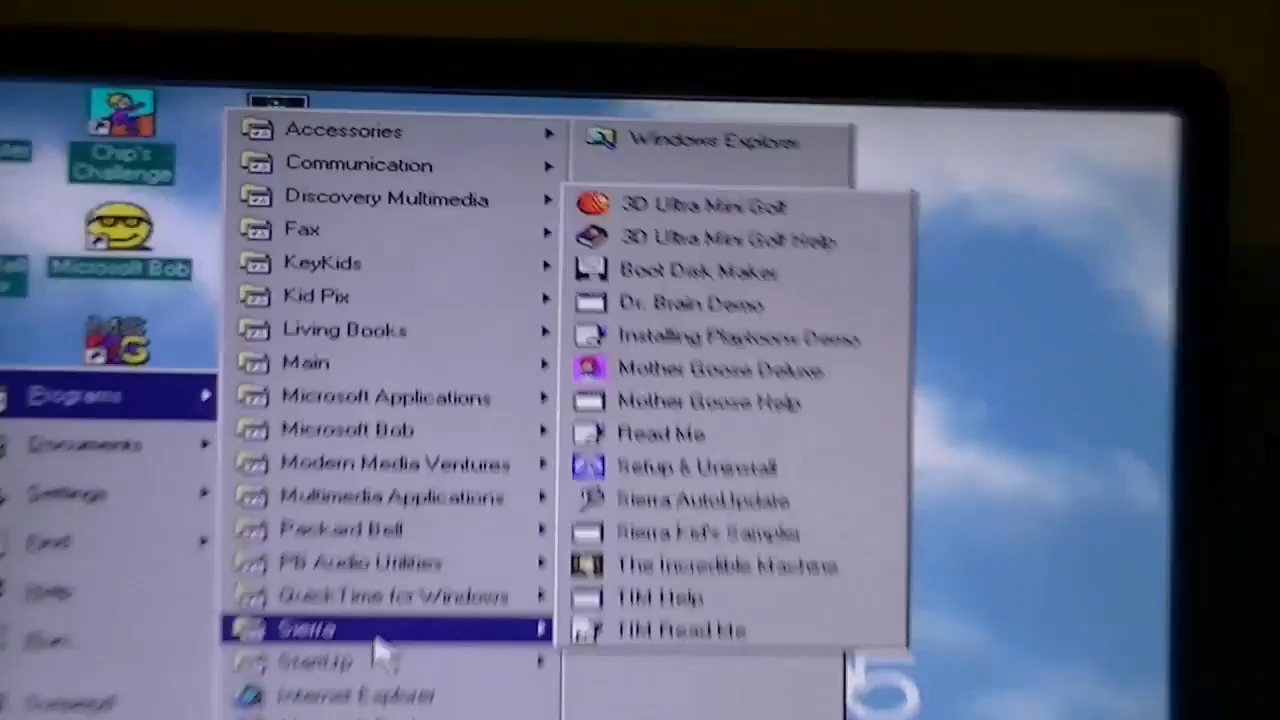 Chip's
Challenge
Microsoft Bob
Programs
Documents
Settings
Find
Help
Run
Accessories
Communication
Discovery Multimedia
Fax
KeyKids
Kid Pix
Living Books
Main
Microsoft Applications
Microsoft Bob
Modern Media Ventures
Multimedia Applications
Packard Bell
PB Audio Utilities
QuickTime for Windows
Sierra
StartUp
Internet Explorer
Windows Explorer
3D Ultra Mini Golf
3D Ultra Mini Golf Help
Boot Disk Maker
Dr. Brain Demo
Installing Playtoons Demo
Mother Goose Deluxe
Mother Goose Help
Read Me
Setup & Uninstall
Sierra AutoUpdate
Sierra Kid's Sampler
The Incredible Machine
TIM Help
TIM Read Me
5